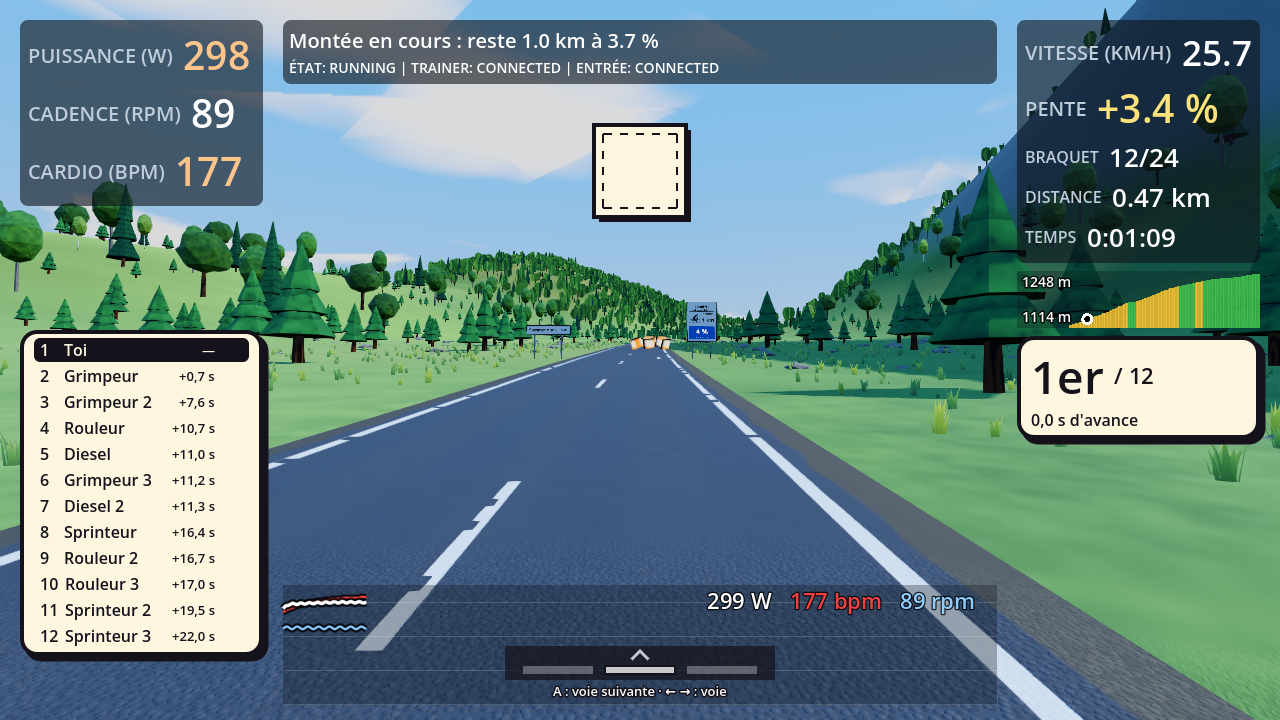 PUISSANCE (W) 298
CADENCE (RPM) 89
CARDIO (BPM) 177
Montée en cours : reste 1.0 km à 3.7 %
ÉTAT: RUNNING | TRAINER: CONNECTED | ENTRÉE: CONNECTED
VITESSE (KM/H) 25.7
PENTE +3.4 %
BRAQUET 12/24
DISTANCE 0.47 km
TEMPS 0:01:09
1248 m
1114 m
1er / 12
0,0 s d'avance
4 %
1 Toi —
2 Grimpeur +0,7 s
3 Grimpeur 2 +7,6 s
4 Rouleur +10,7 s
5 Diesel +11,0 s
6 Grimpeur 3 +11,2 s
7 Diesel 2 +11,3 s
8 Sprinteur +16,4 s
9 Rouleur 2 +16,7 s
10 Rouleur 3 +17,0 s
11 Sprinteur 2 +19,5 s
12 Sprinteur 3 +22,0 s
299 W 177 bpm 89 rpm
A : voie suivante · ← → : voie